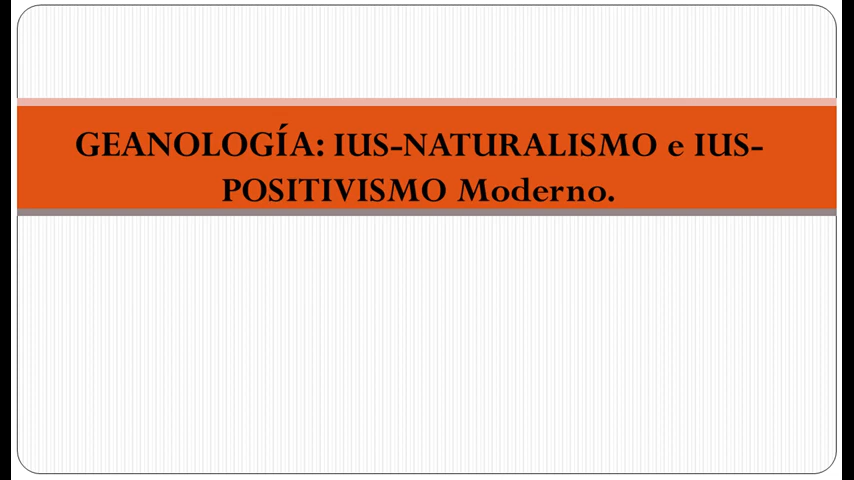 GEANOLOGÍA: IUS-NATURALISMO e IUS-
POSITIVISMO Moderno.